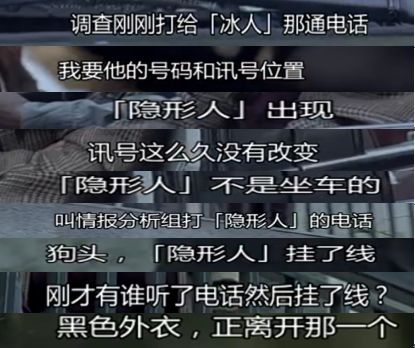 调查刚刚打给「冰人」那通电话
我要他的号码和讯号位置
「隐形人」出现
讯号这么久没有改变
「隐形人」不是坐车的
叫情报分析组打「隐形人」的电话
狗头，「隐形人」挂了线
刚才有谁听了电话然后挂了线？
黑色外衣，正离开那一个